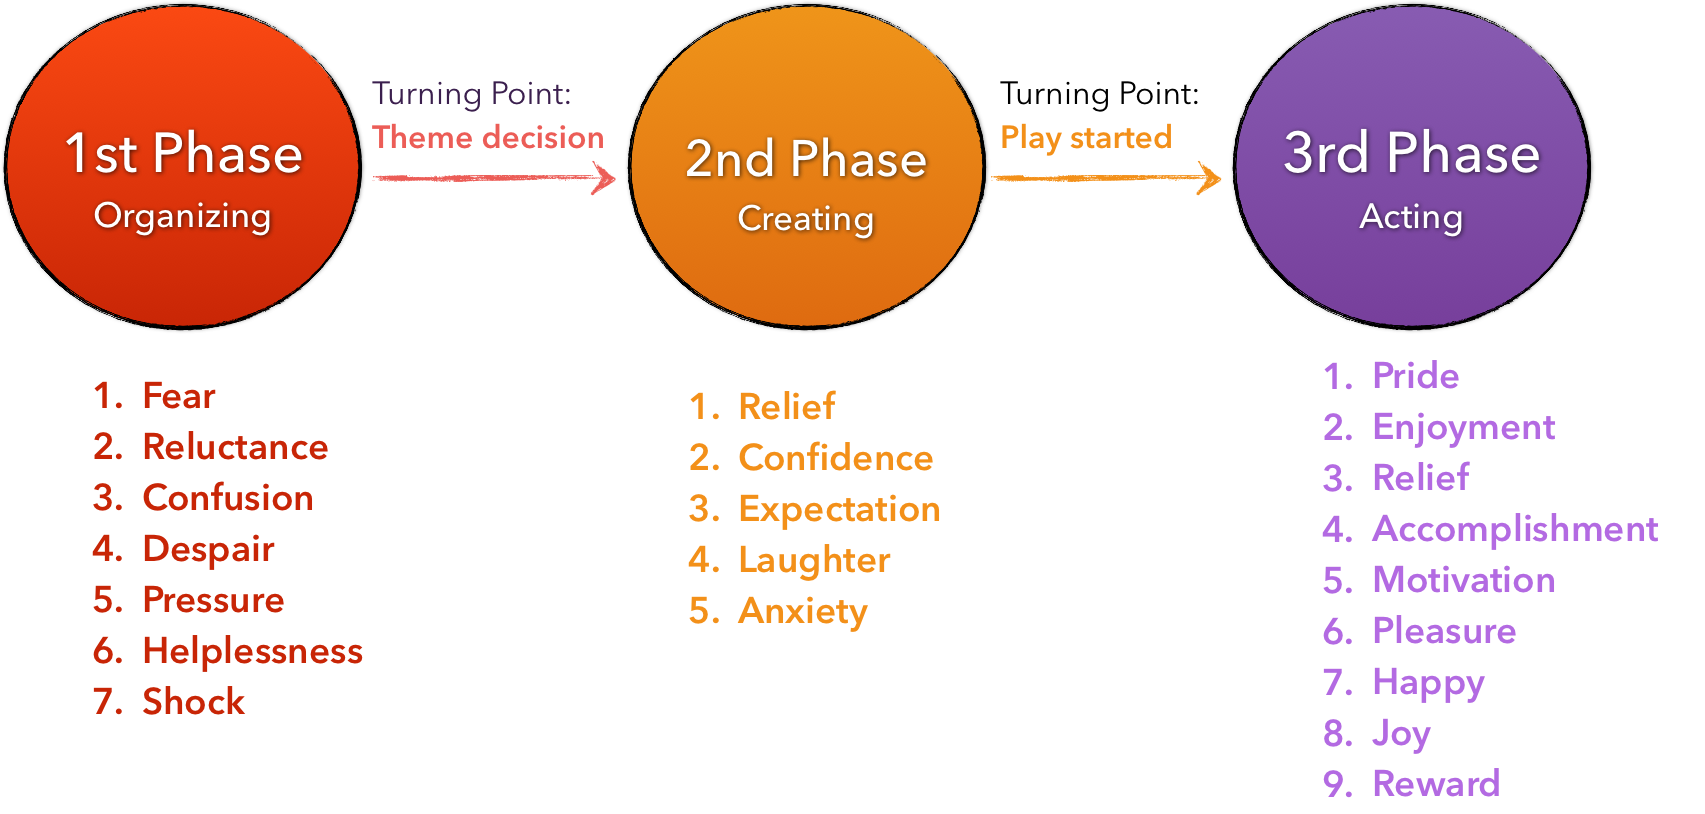 1st Phase
Organizing
Turning Point:
Theme decision
2nd Phase
Creating
Turning Point:
Play started
3rd Phase
Acting
1. Fear
2. Reluctance
3. Confusion
4. Despair
5. Pressure
6. Helplessness
7. Shock
1. Relief
2. Confidence
3. Expectation
4. Laughter
5. Anxiety
1. Pride
2. Enjoyment
3. Relief
4. Accomplishment
5. Motivation
6. Pleasure
7. Happy
8. Joy
9. Reward